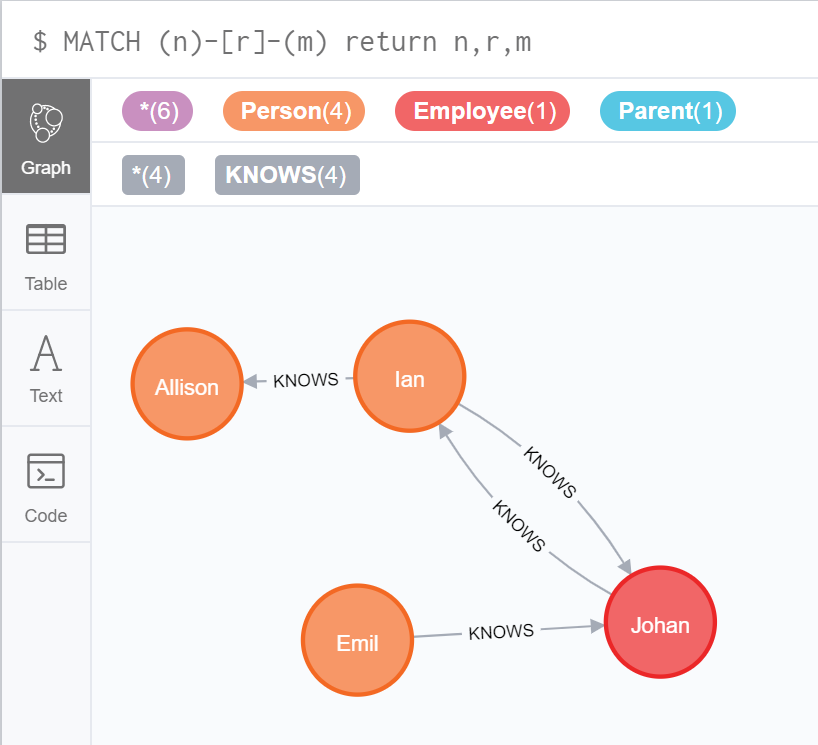 $ MATCH (n)-[r]-(m) return n,r,m
*(6) Person(4) Employee(1) Parent(1)
Graph
*(4) KNOWS(4)
Table
Text
Code
Allison
KNOWS
Ian
KNOWS
KNOWS
Emil
KNOWS
Johan